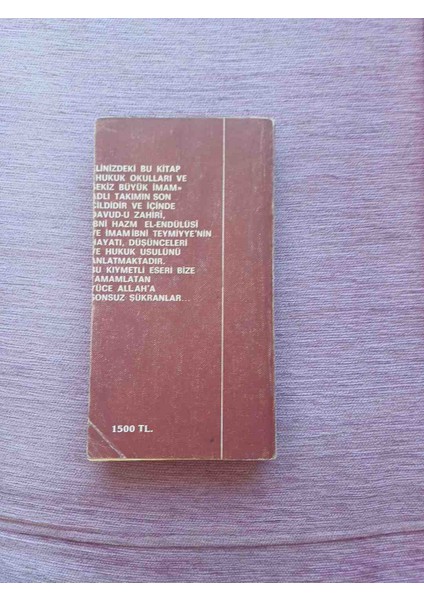 LİNİZDEKİ BU KİTAP
HUKUK OKULLARI VE
SEKİZ BÜYÜK İMAM»
ADLI TAKIMIN SON
CİLDİDİR VE İÇİNDE
DAVUD-U ZAHİRİ,
İBNİ HAZM EL-ENDÜLÜSİ
VE İMAM İBNİ TEYMİYYE'NİN
HAYATI, DÜŞÜNCELERİ
VE HUKUK USULÜNÜ
ANLATMAKTADIR.
BU KIYMETLİ ESERİ BİZE
TAMAMLATAN
YÜCE ALLAH'A
SONSUZ ŞÜKRANLAR...
1500 TL.